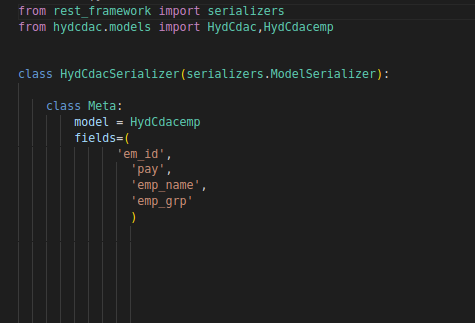 from rest_framework import serializers
from hydcdac.models import HydCdac,HydCdacemp
class HydCdacSerializer(serializers.ModelSerializer):
class Meta:
model = HydCdacemp
fields=(
'em_id',
'pay',
'emp_name',
'emp_grp'
)